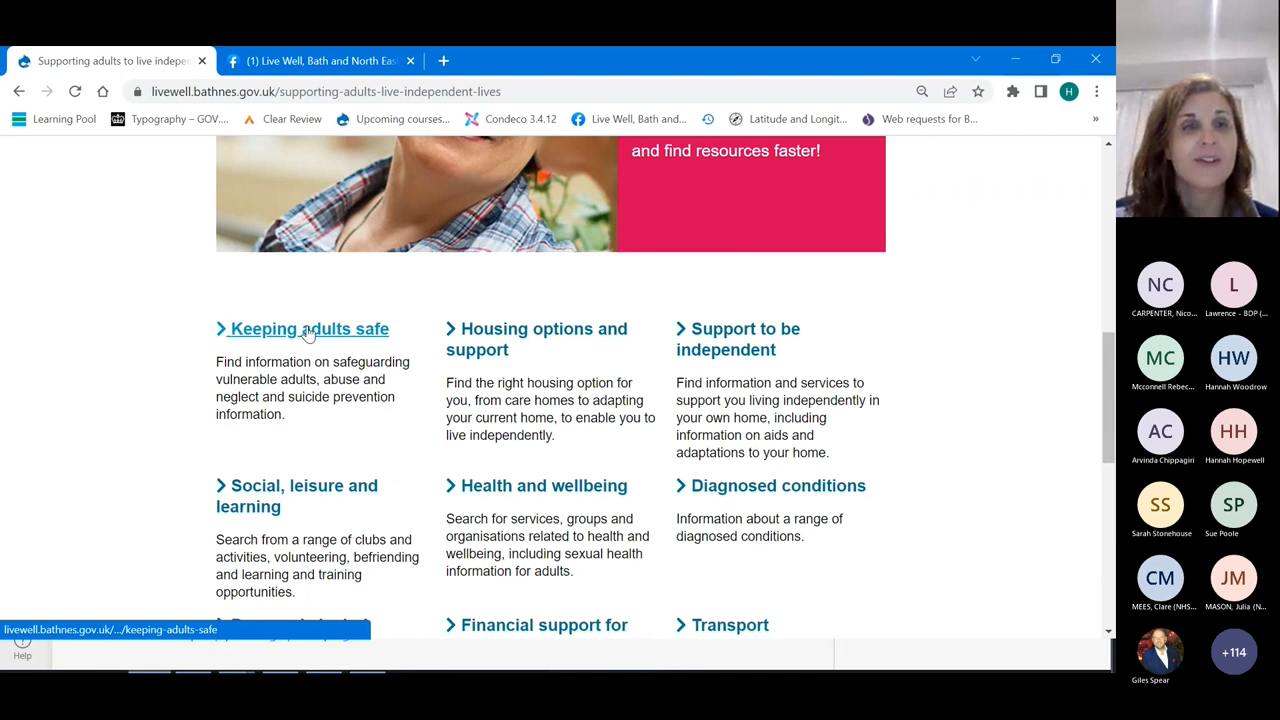 Supporting adults to live indepe
(1) Live Well, Bath and North Eas
livewell.bathnes.gov.uk/supporting-adults-live-independent-lives
H
Learning Pool
Typography – GOV....
Clear Review
Upcoming courses...
Condeco 3.4.12
Live Well, Bath and...
Latitude and Longit...
Web requests for B...
»
and find resources faster!
Keeping adults safe
Find information on safeguarding
vulnerable adults, abuse and
neglect and suicide prevention
information.
Housing options and
support
Find the right housing option for
you, from care homes to adapting
your current home, to enable you to
live independently.
Support to be
independent
Find information and services to
support you living independently in
your own home, including
information on aids and
adaptations to your home.
Social, leisure and
learning
Search from a range of clubs and
activities, volunteering, befriending
and learning and training
opportunities.
Health and wellbeing
Search for services, groups and
organisations related to health and
wellbeing, including sexual health
information for adults.
Diagnosed conditions
Information about a range of
diagnosed conditions.
Financial support for
Transport
livewell.bathnes.gov.uk/.../keeping-adults-safe
Help
NC
CARPENTER, Nico...
L
Lawrence - BDP (...
MC
Mcconnell Rebec...
HW
Hannah Woodrow
AC
Arvinda Chippagiri
HH
Hannah Hopewell
SS
Sarah Stonehouse
SP
Sue Poole
CM
MEES, Clare (NHS...
JM
MASON, Julia (N...
Giles Spear
+114